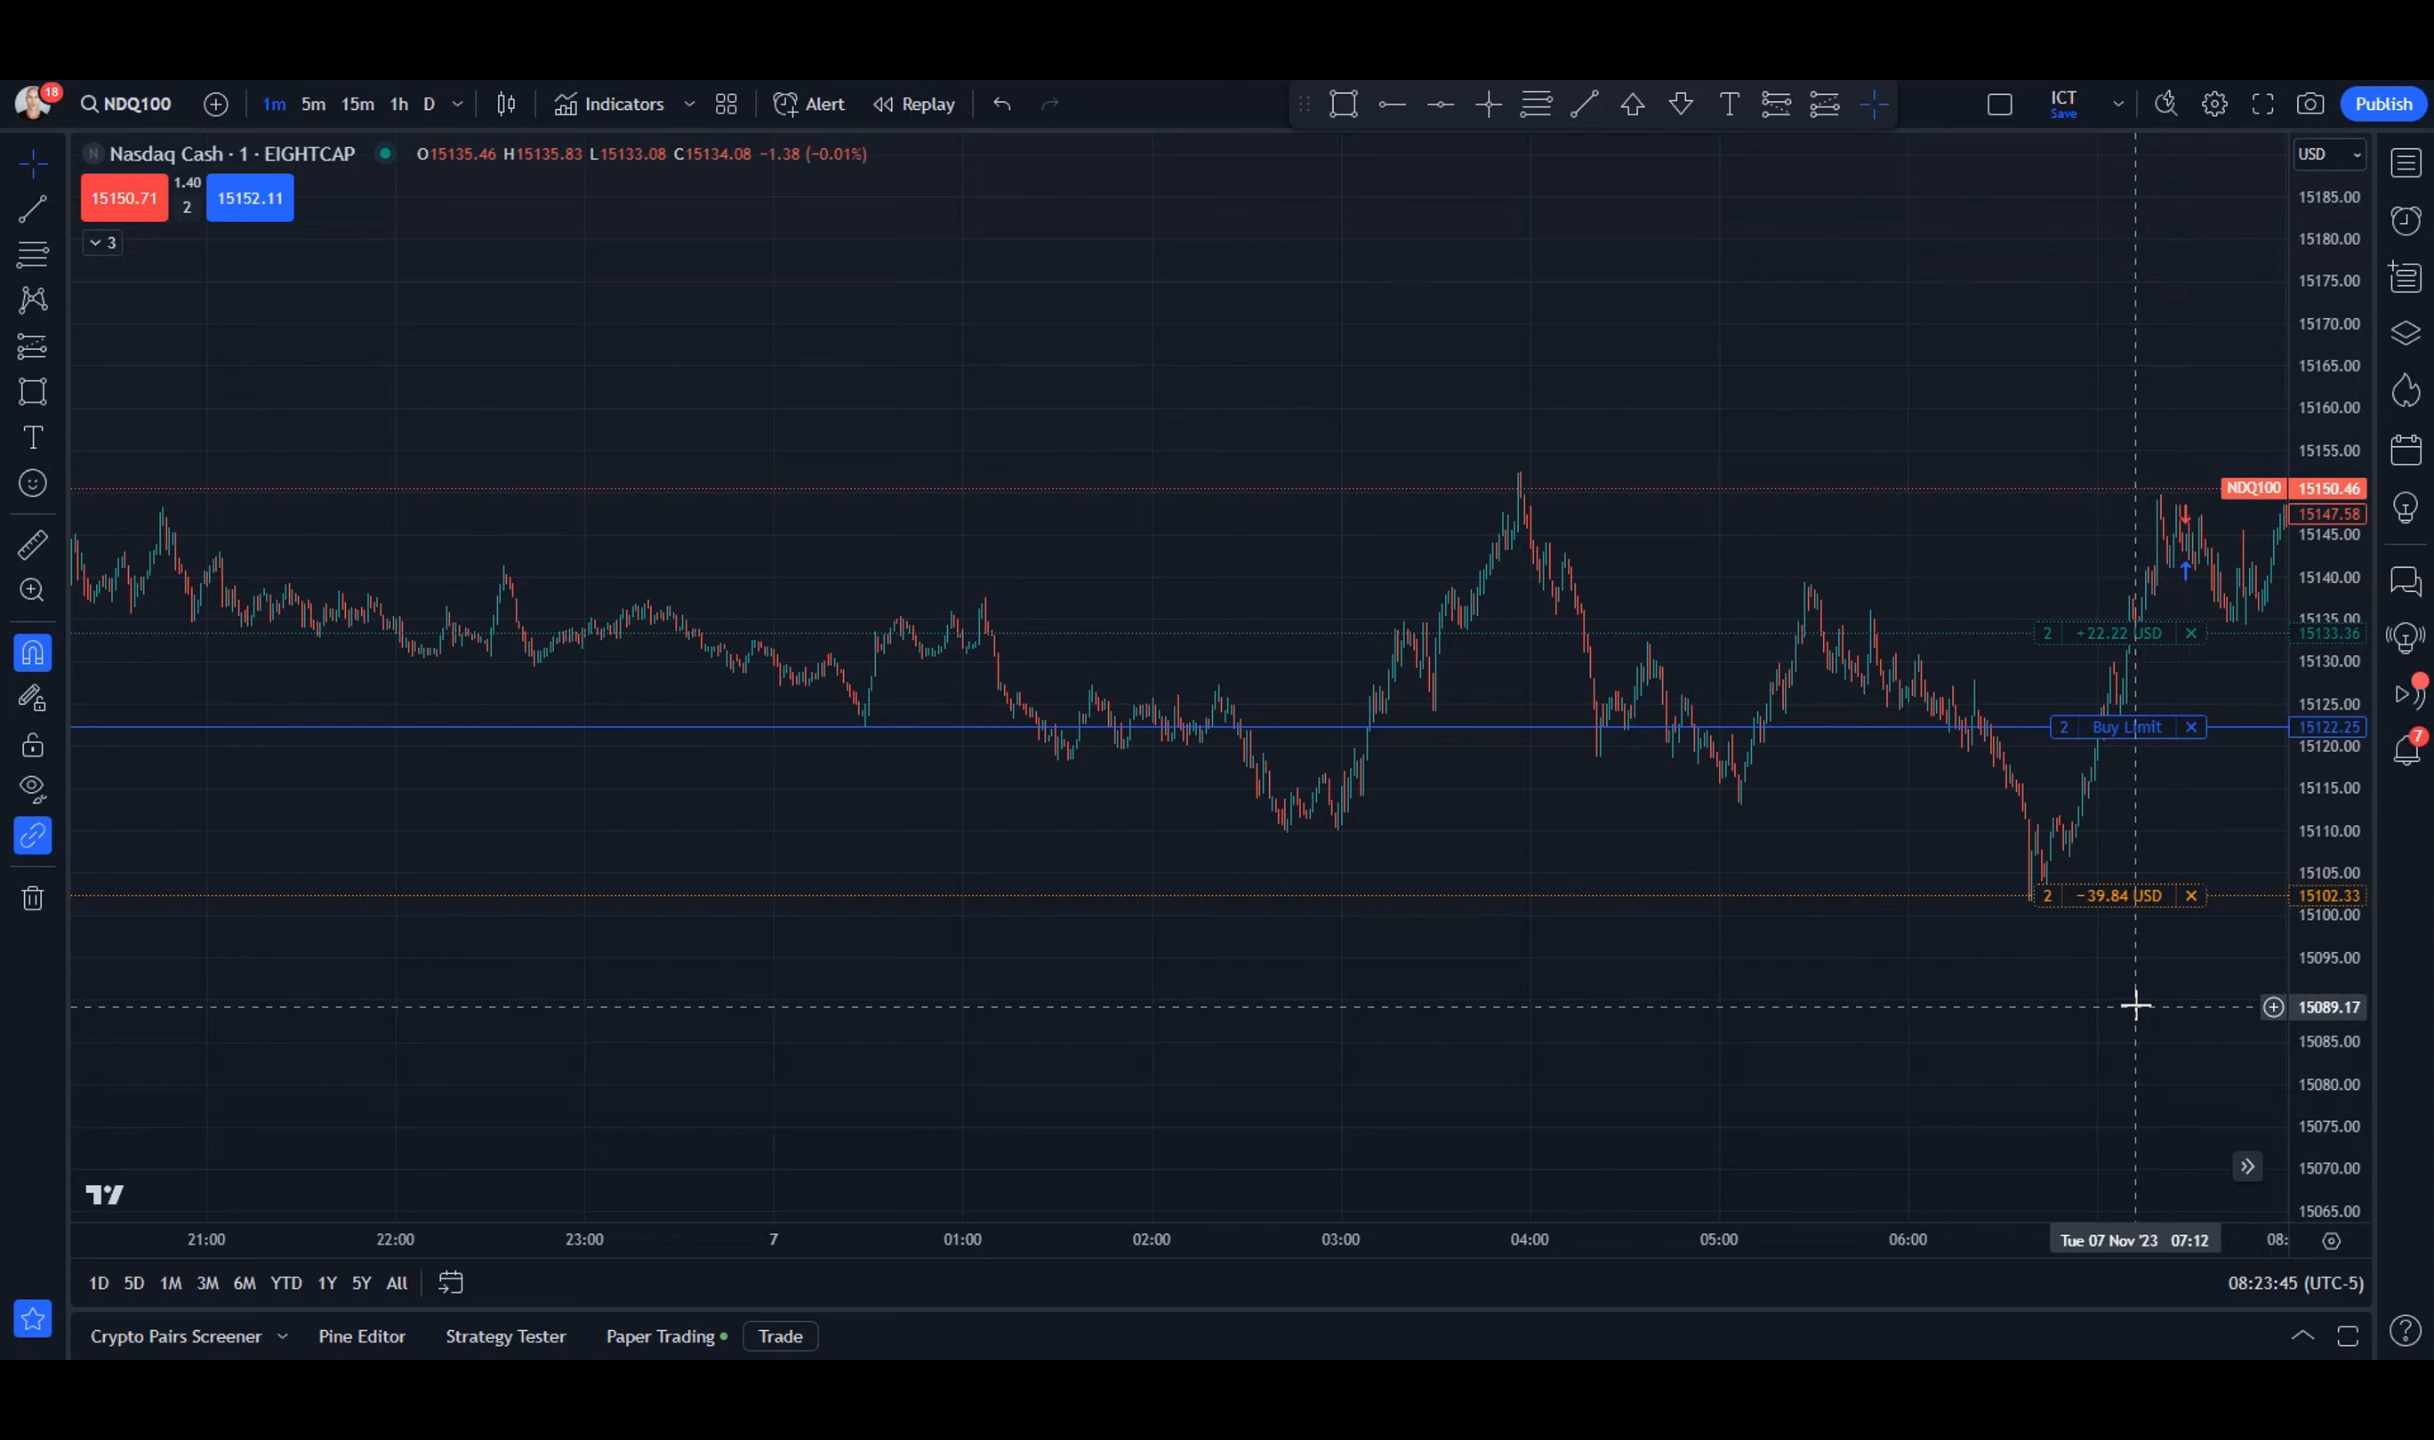 18 NDQ100 1m 5m 15m 1h D Indicators Alert Replay T ICT Save Publish
N Nasdaq Cash · 1 · EIGHTCAP O15135.46 H15135.83 L15133.08 C15134.08 −1.38 (−0.01%) USD
15150.71 1.40 2 15152.11
3
15185.00
15180.00
15175.00
15170.00
15165.00
15160.00
15155.00
NDQ100 15150.46
15147.58
15145.00
15140.00
15135.00
2 +22.22 USD 15133.36
15130.00
15125.00
2 Buy Limit 15122.25
15120.00
15115.00
15110.00
15105.00
2 −39.84 USD 15102.33
15100.00
15095.00
15089.17
15085.00
15080.00
15075.00
15070.00
15065.00
7
21:00 22:00 23:00 7 01:00 02:00 03:00 04:00 05:00 06:00 Tue 07 Nov '23 07:12 08:
1D 5D 1M 3M 6M YTD 1Y 5Y All 08:23:45 (UTC-5)
Crypto Pairs Screener Pine Editor Strategy Tester Paper Trading Trade